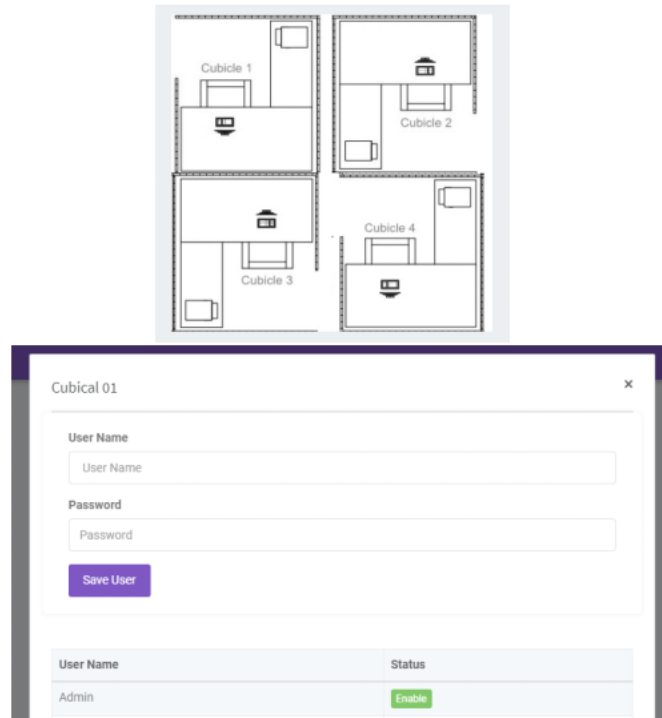 Cubicle 1
Cubicle 2
Cubicle 3
Cubicle 4
Cubical 01 ×
User Name
User Name
Password
Password
Save User
User Name Status
Admin Enable